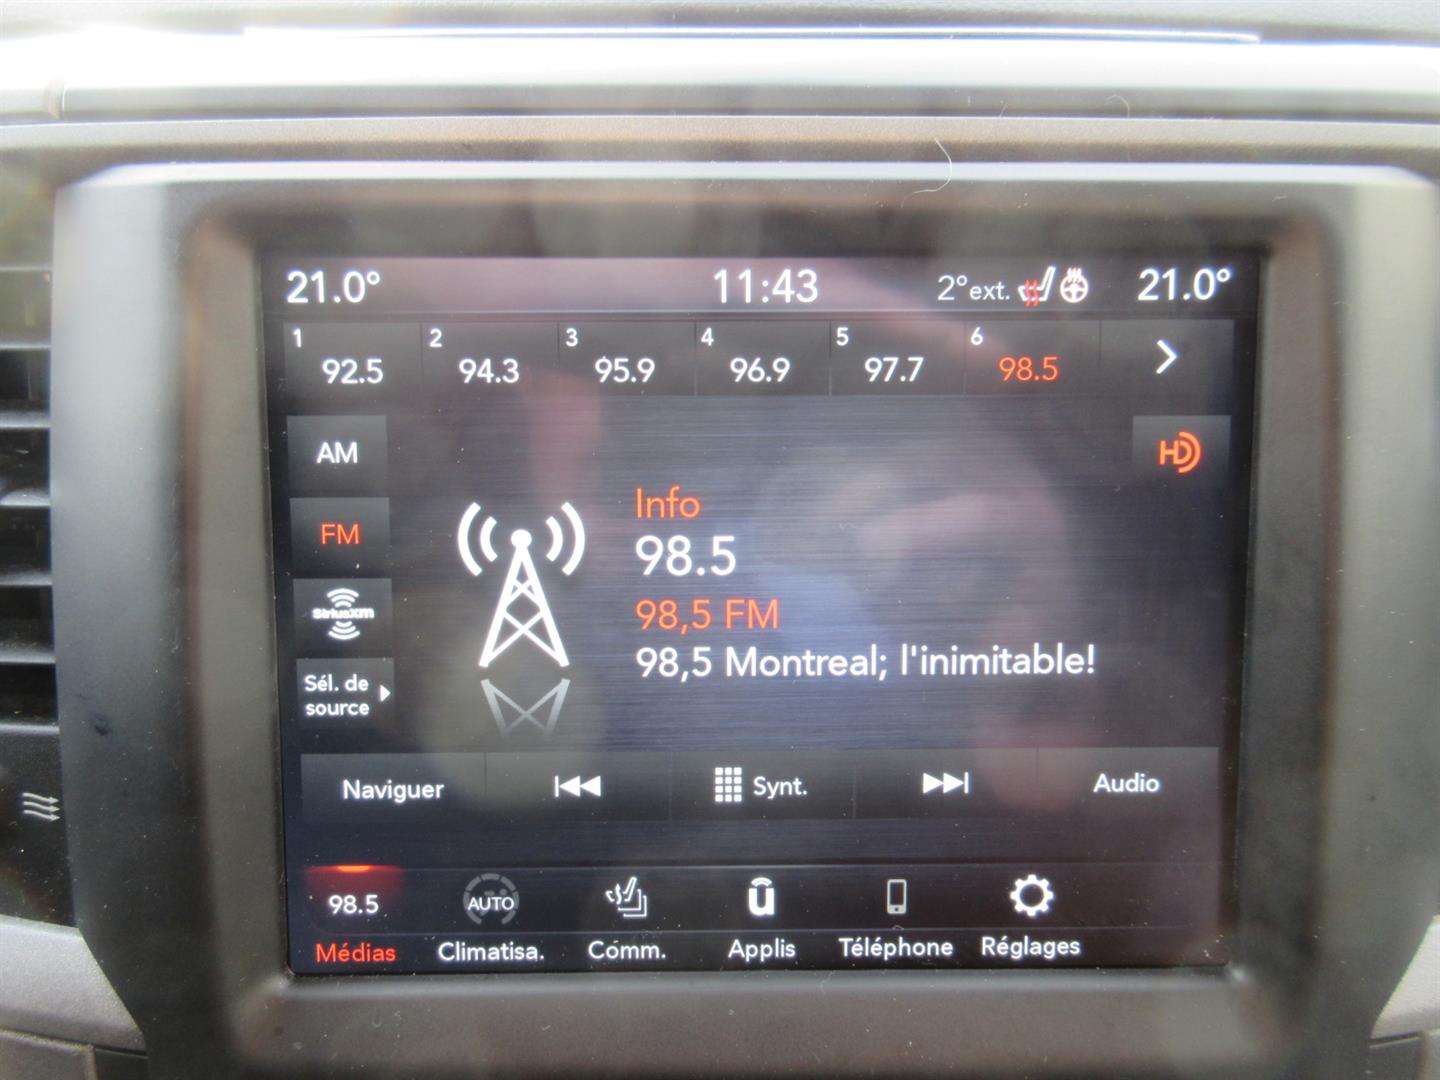 21.0° 11:43 2°ext. 21.0°
1 2 3 4 5 6
92.5 94.3 95.9 96.9 97.7 98.5
AM
HD
FM
SiriusXM
Sél. de
source
Info
98.5
98,5 FM
98,5 Montreal; l'inimitable!
Naviguer Synt. Audio
98.5 AUTO u
Médias Climatisa. Comm. Applis Téléphone Réglages